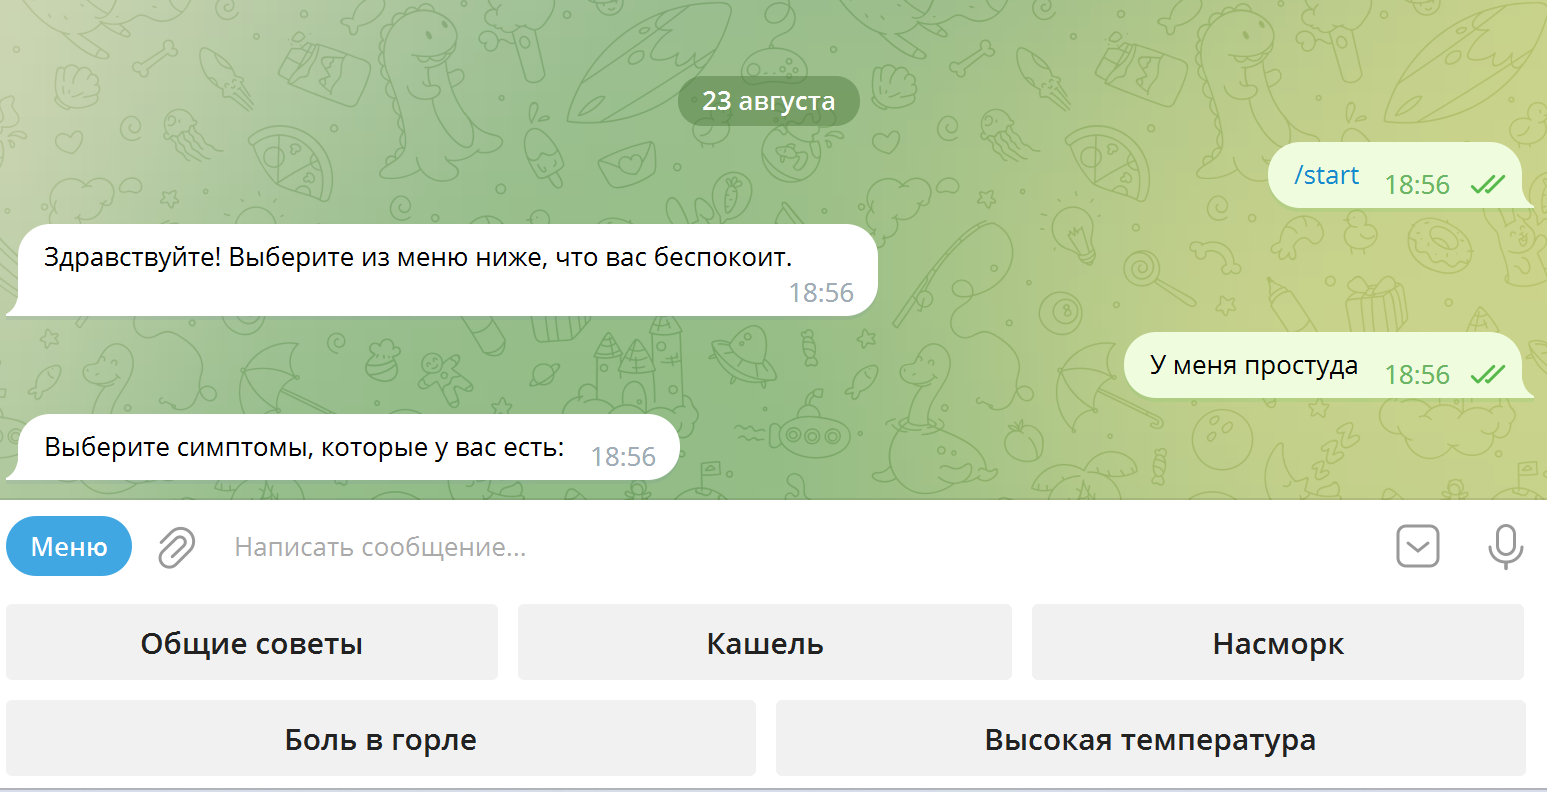 23 августа
/start 18:56
Здравствуйте! Выберите из меню ниже, что вас беспокоит.
18:56
У меня простуда 18:56
Выберите симптомы, которые у вас есть: 18:56
Меню Написать сообщение...
Общие советы Кашель Насморк
Боль в горле Высокая температура